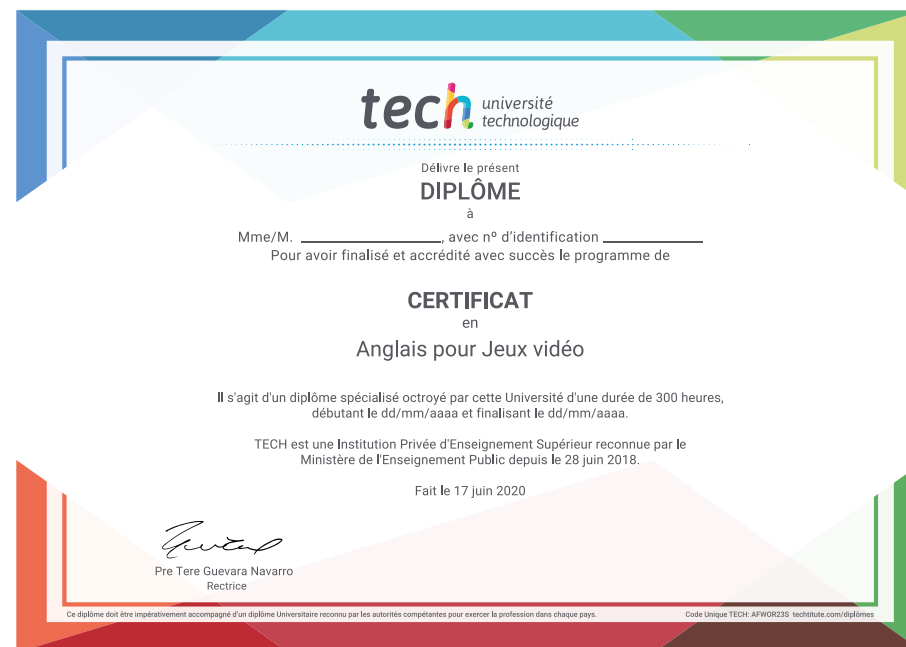 tech université
technologique
Délivre le présent
DIPLÔME
à
Mme/M. ____________________, avec nº d'identification ______________
Pour avoir finalisé et accrédité avec succès le programme de
CERTIFICAT
en
Anglais pour Jeux vidéo
Il s'agit d'un diplôme spécialisé octroyé par cette Université d'une durée de 300 heures,
débutant le dd/mm/aaaa et finalisant le dd/mm/aaaa.
TECH est une Institution Privée d'Enseignement Supérieur reconnue par le
Ministère de l'Enseignement Public depuis le 28 juin 2018.
Fait le 17 juin 2020
Pre Tere Guevara Navarro
Rectrice
Ce diplôme doit être impérativement accompagné d'un diplôme Universitaire reconnu par les autorités compétantes pour exercer la profession dans chaque pays.
Code Unique TECH: AFWOR23S techtitute.com/diplômes